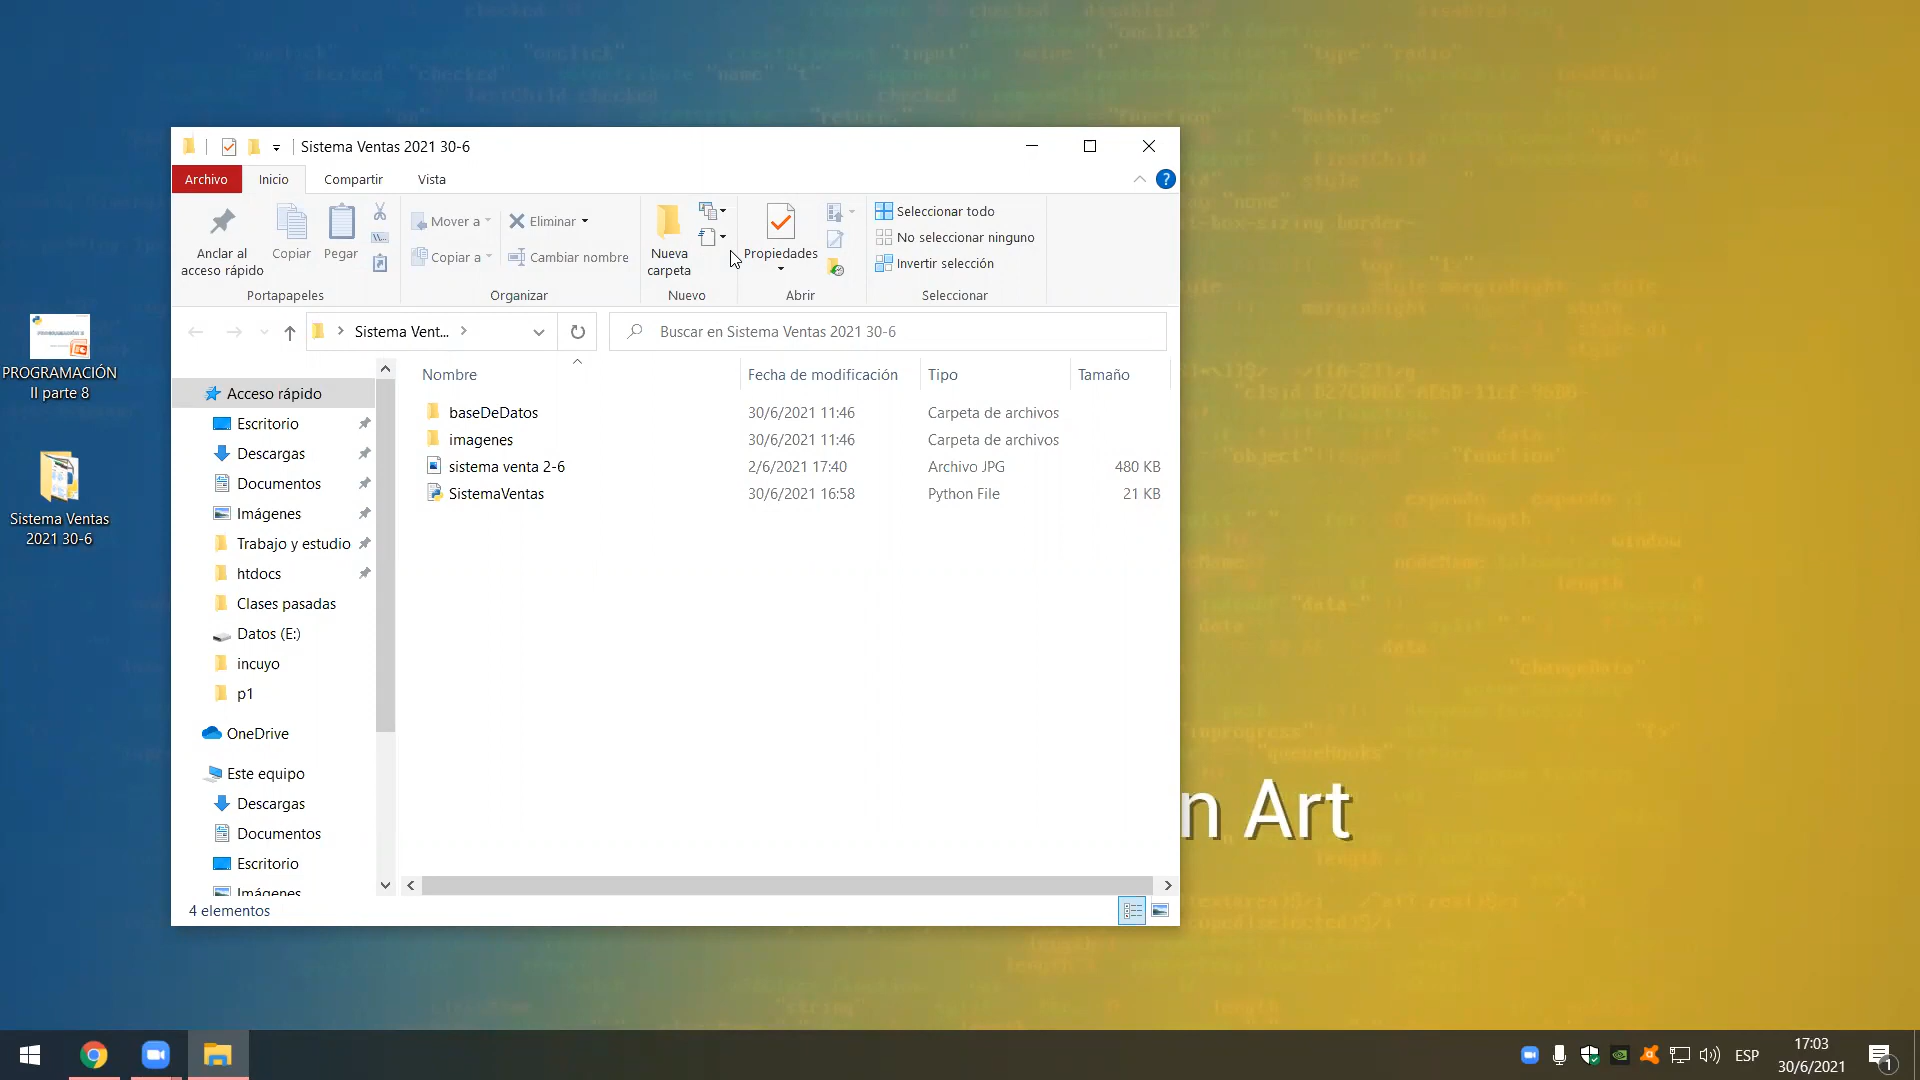 Sistema Ventas 2021 30-6
Archivo
Inicio
Compartir
Vista
Anclar al
acceso rápido
Copiar
Pegar
Mover a
Copiar a
Eliminar
Cambiar nombre
Nueva
carpeta
Propiedades
Seleccionar todo
No seleccionar ninguno
Invertir selección
Portapapeles
Organizar
Nuevo
Abrir
Seleccionar
Sistema Vent...
Buscar en Sistema Ventas 2021 30-6
Nombre
Fecha de modificación
Tipo
Tamaño
baseDeDatos
30/6/2021 11:46
Carpeta de archivos
imagenes
30/6/2021 11:46
Carpeta de archivos
sistema venta 2-6
2/6/2021 17:40
Archivo JPG
480 KB
SistemaVentas
30/6/2021 16:58
Python File
21 KB
Acceso rápido
Escritorio
Descargas
Documentos
Imágenes
Trabajo y estudio
htdocs
Clases pasadas
Datos (E:)
incuyo
p1
OneDrive
Este equipo
Descargas
Documentos
Escritorio
Imágenes
4 elementos
PROGRAMACIÓN
II parte 8
Sistema Ventas
2021 30-6
n Art
ESP
17:03
30/6/2021
1